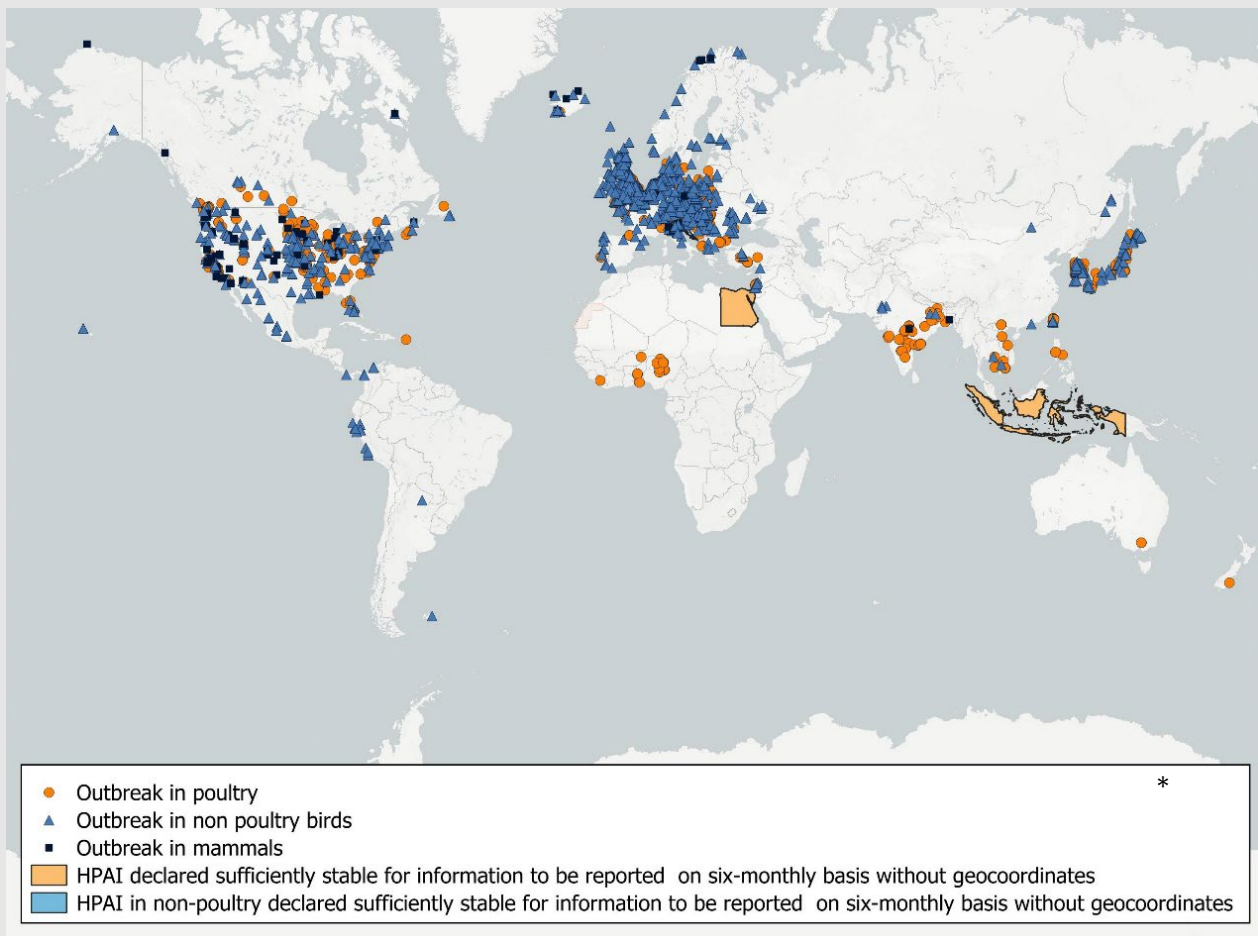 *
Outbreak in poultry
Outbreak in non poultry birds
Outbreak in mammals
HPAI declared sufficiently stable for information to be reported on six-monthly basis without geocoordinates
HPAI in non-poultry declared sufficiently stable for information to be reported on six-monthly basis without geocoordinates